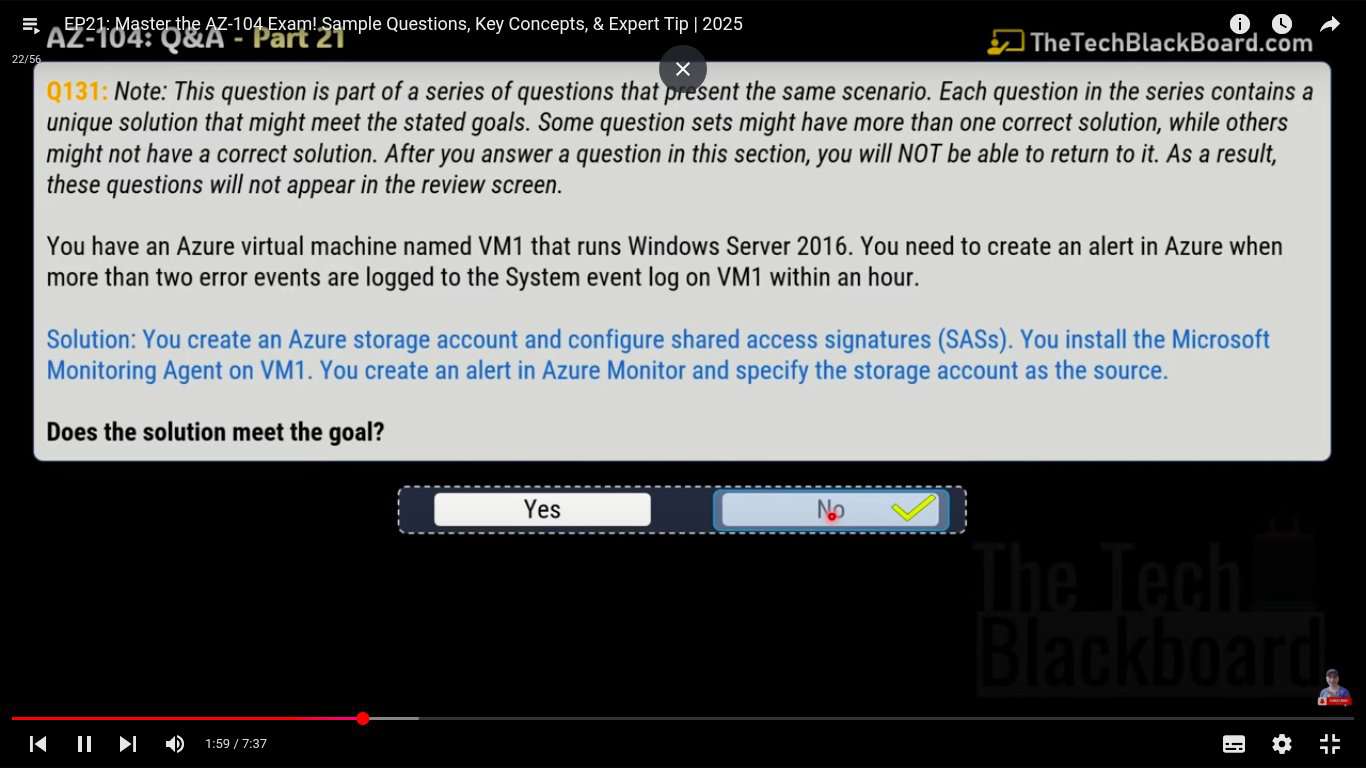 EP21: Master the AZ-104 Exam! Sample Questions, Key Concepts, & Expert Tip | 2025
AZ-104: Q&A - Part 21
TheTechBlackBoard.com
22/56
Q131: Note: This question is part of a series of questions that present the same scenario. Each question in the series contains a
unique solution that might meet the stated goals. Some question sets might have more than one correct solution, while others
might not have a correct solution. After you answer a question in this section, you will NOT be able to return to it. As a result,
these questions will not appear in the review screen.
You have an Azure virtual machine named VM1 that runs Windows Server 2016. You need to create an alert in Azure when
more than two error events are logged to the System event log on VM1 within an hour.
Solution: You create an Azure storage account and configure shared access signatures (SASs). You install the Microsoft
Monitoring Agent on VM1. You create an alert in Azure Monitor and specify the storage account as the source.
Does the solution meet the goal?
Yes
No
The Tech
Blackboard
1:59 / 7:37